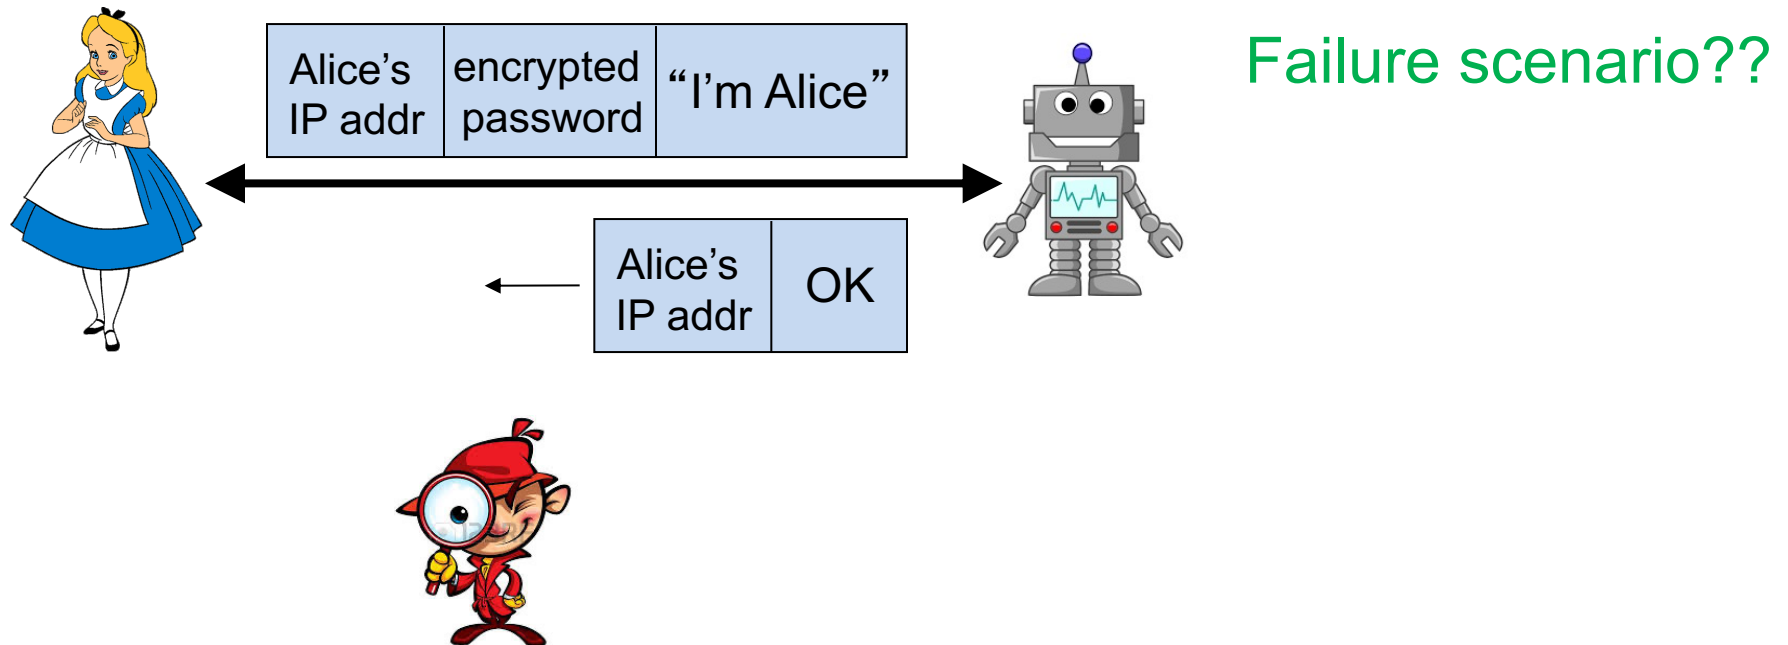 Alice’s
IP addr
encrypted
password
“I’m Alice”
Failure scenario??
Alice’s
IP addr
OK